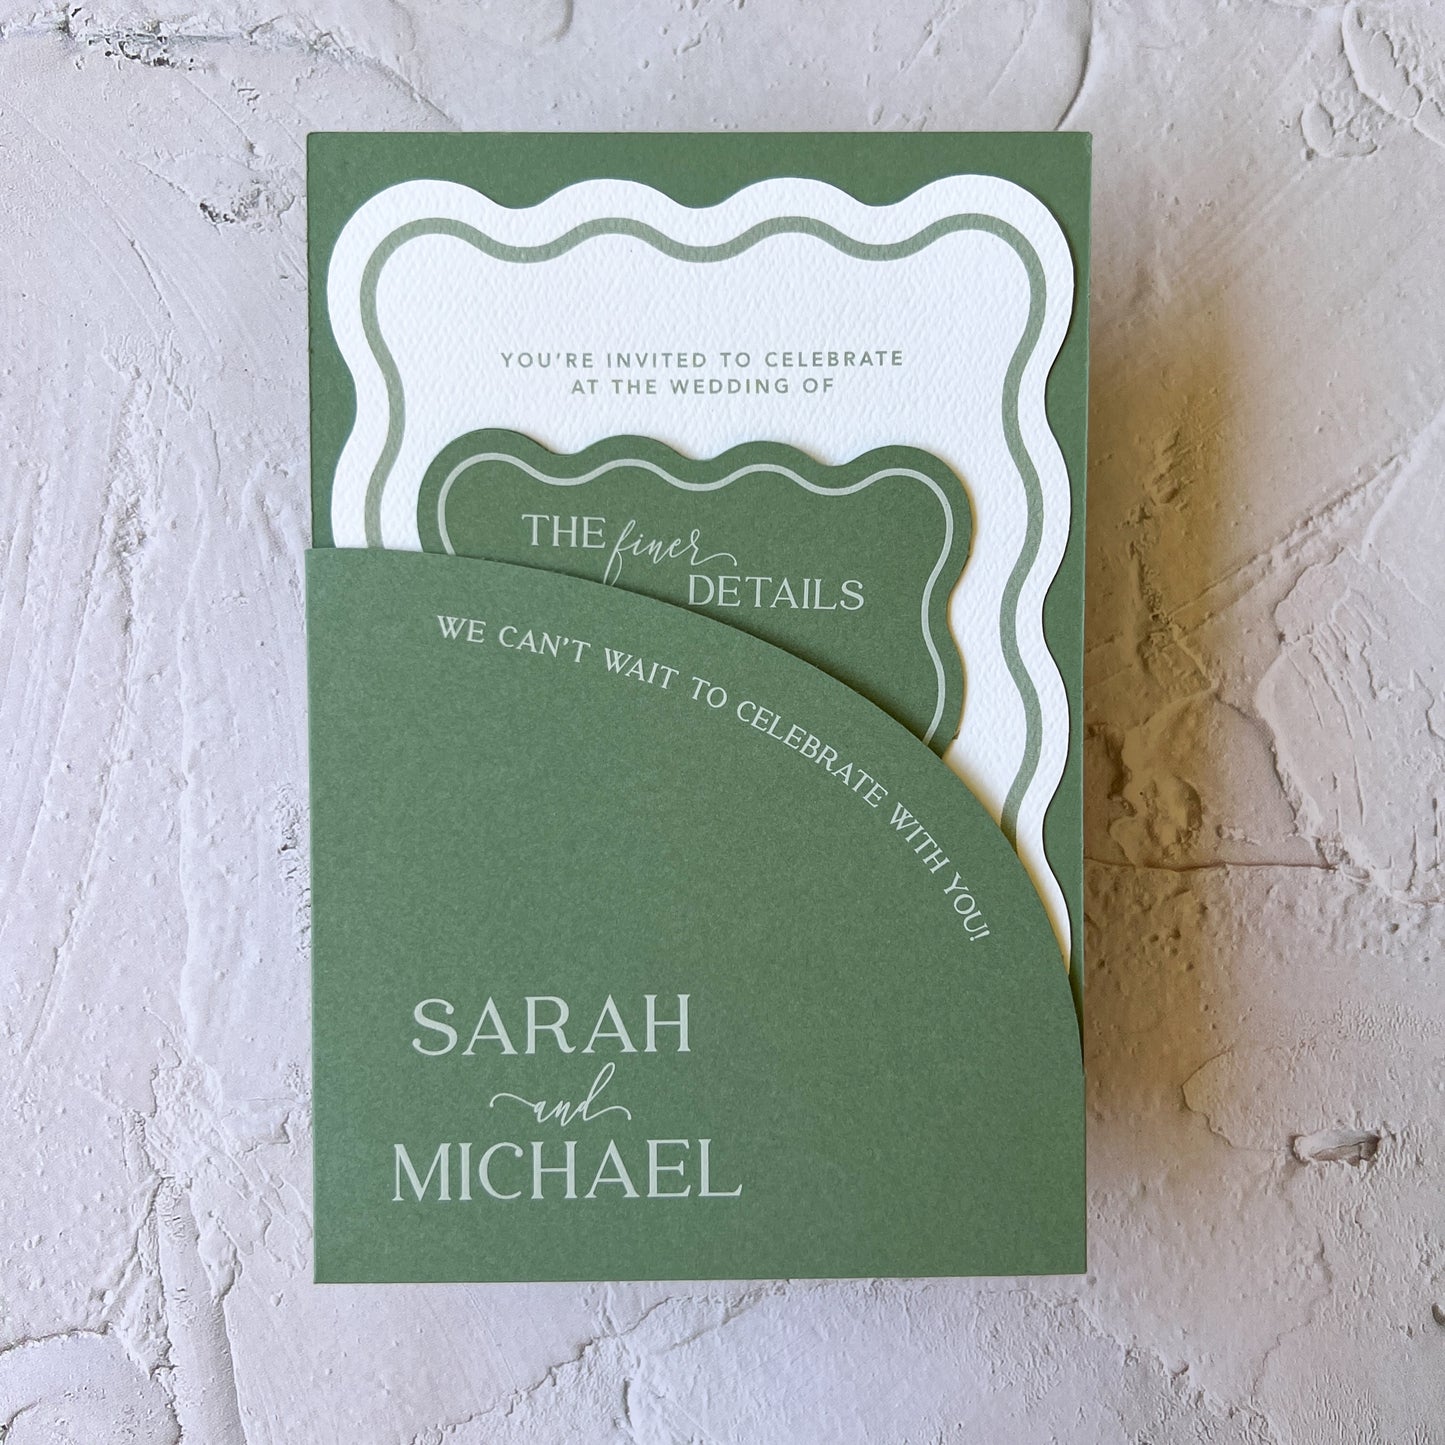 YOU'RE INVITED TO CELEBRATE
AT THE WEDDING OF
THE finer
DETAILS
WE CAN'T WAIT TO CELEBRATE WITH YOU!
SARAH
and
MICHAEL